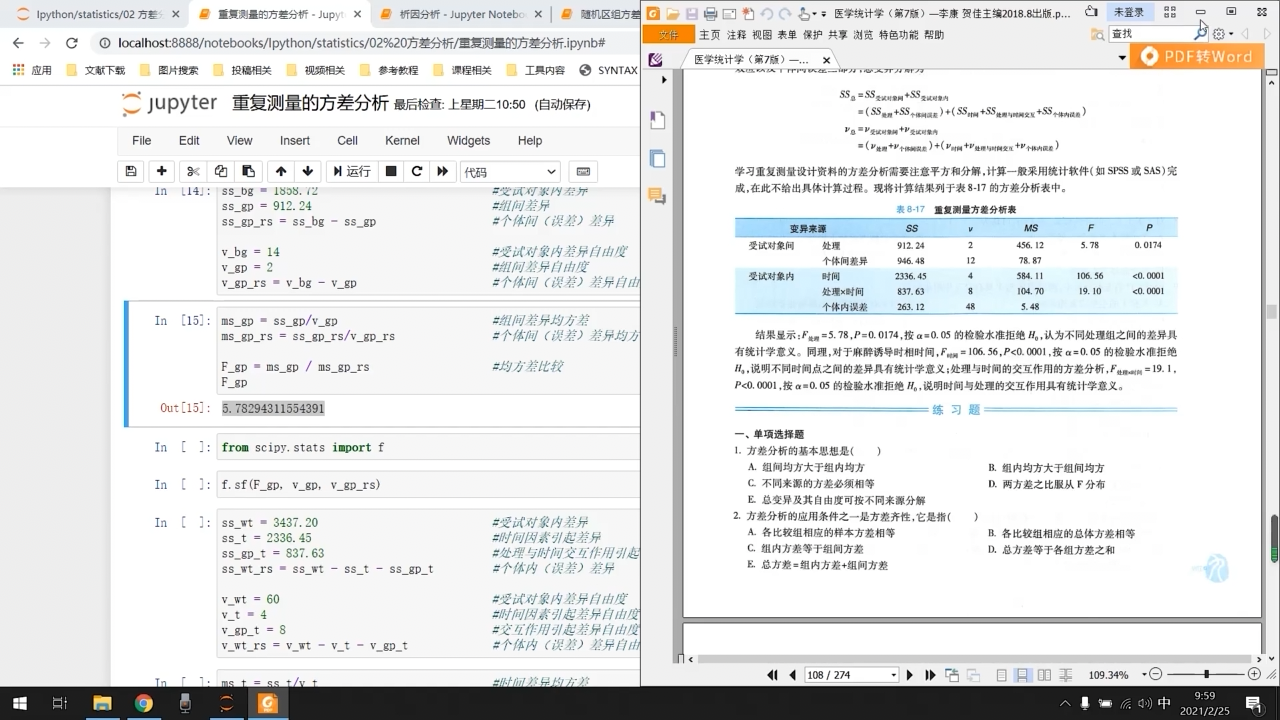 Ipython/statistics/02 方差分
重复测量的方差分析 - Jupyter
析因分析 - Jupyter Notebook
随机区组方差
localhost:8888/notebooks/Ipython/statistics/02%20方差分析/重复测量的方差分析.ipynb#
应用 文献下载 图片搜索 投稿相关 视频相关 参考教程 课程相关 工具内容 SYNTAX
jupyter 重复测量的方差分析 最后检查: 上星期二10:50 (自动保存)
File Edit View Insert Cell Kernel Widgets Help
运行 代码
In [14]: ss_bg = 1858.72 #受试对象间差异
ss_gp = 912.24 #组间差异
ss_gp_rs = ss_bg − ss_gp #个体间（误差）差异
v_bg = 14 #受试对象内差异自由度
v_gp = 2 #组间差异自由度
v_gp_rs = v_bg − v_gp #个体间（误差）差异自
In [15]: ms_gp = ss_gp/v_gp #组间差异均方差
ms_gp_rs = ss_gp_rs/v_gp_rs #个体间（误差）差异均方
F_gp = ms_gp / ms_gp_rs #均方差比较
F_gp
Out[15]: 5.78294311554391
In [ ]: from scipy.stats import f
In [ ]: f.sf(F_gp, v_gp, v_gp_rs)
In [ ]: ss_wt = 3437.20 #受试对象内差异
ss_t = 2336.45 #时间因素引起差异
ss_gp_t = 837.63 #处理与时间交互作用引起
ss_wt_rs = ss_wt − ss_t − ss_gp_t #个体内（误差）差异
v_wt = 60 #受试对象内差异自由度
v_t = 4 #时间因素引起差异自由度
v_gp_t = 8 #交互作用引起差异自由度
v_wt_rs = v_wt − v_t − v_gp_t #个体内（误差）差异自由
In [ ]: ms_t = ss_t/v_t #时间差异均方差
医学统计学（第7版）—李康 贺佳主编2018.8出版.p...
未登录
文件 主页 注释 视图 表单 保护 共享 浏览 特色功能 帮助
查找
医学统计学（第7版）—...
PDF转Word
SS总 =SS受试对象间+SS受试对象内
=(SS处理+SS个体间误差)+(SS时间+SS处理与时间交互+SS个体内误差)
ν总 =ν受试对象间+ν受试对象内
=(ν处理+ν个体间误差)+(ν时间+ν处理与时间交互+ν个体内误差)
学习重复测量设计资料的方差分析需要注意平方和分解,计算一般采用统计软件(如 SPSS 或 SAS)完
成,在此不给出具体计算过程。现将计算结果列于表 8-17 的方差分析表中。
表 8-17 重复测量方差分析表
变异来源 SS ν MS F P
受试对象间 处理 912.24 2 456.12 5.78 0.0174
个体间差异 946.48 12 78.87
受试对象内 时间 2336.45 4 584.11 106.56 <0.0001
处理×时间 837.63 8 104.70 19.10 <0.0001
个体内误差 263.12 48 5.48
结果显示:F处理=5.78,P=0.0174,按 α=0.05 的检验水准拒绝 H0,认为不同处理组之间的差异具
有统计学意义。同理,对于麻醉诱导时相时间,F时间=106.56,P<0.0001,按 α=0.05 的检验水准拒绝
H0,说明不同时间点之间的差异具有统计学意义;处理与时间的交互作用的方差分析,F处理×时间=19.1,
P<0.0001,按 α=0.05 的检验水准拒绝 H0,说明时间与处理的交互作用具有统计学意义。
练 习 题
一、单项选择题
1. 方差分析的基本思想是( )
A. 组间均方大于组内均方 B. 组内均方大于组间均方
C. 不同来源的方差必须相等 D. 两方差之比服从 F 分布
E. 总变异及其自由度可按不同来源分解
2. 方差分析的应用条件之一是方差齐性,它是指( )
A. 各比较组相应的样本方差相等 B. 各比较组相应的总体方差相等
C. 组内方差等于组间方差 D. 总方差等于各组方差之和
E. 总方差=组内方差+组间方差
108 / 274
109.34%
中
9:59
2021/2/25